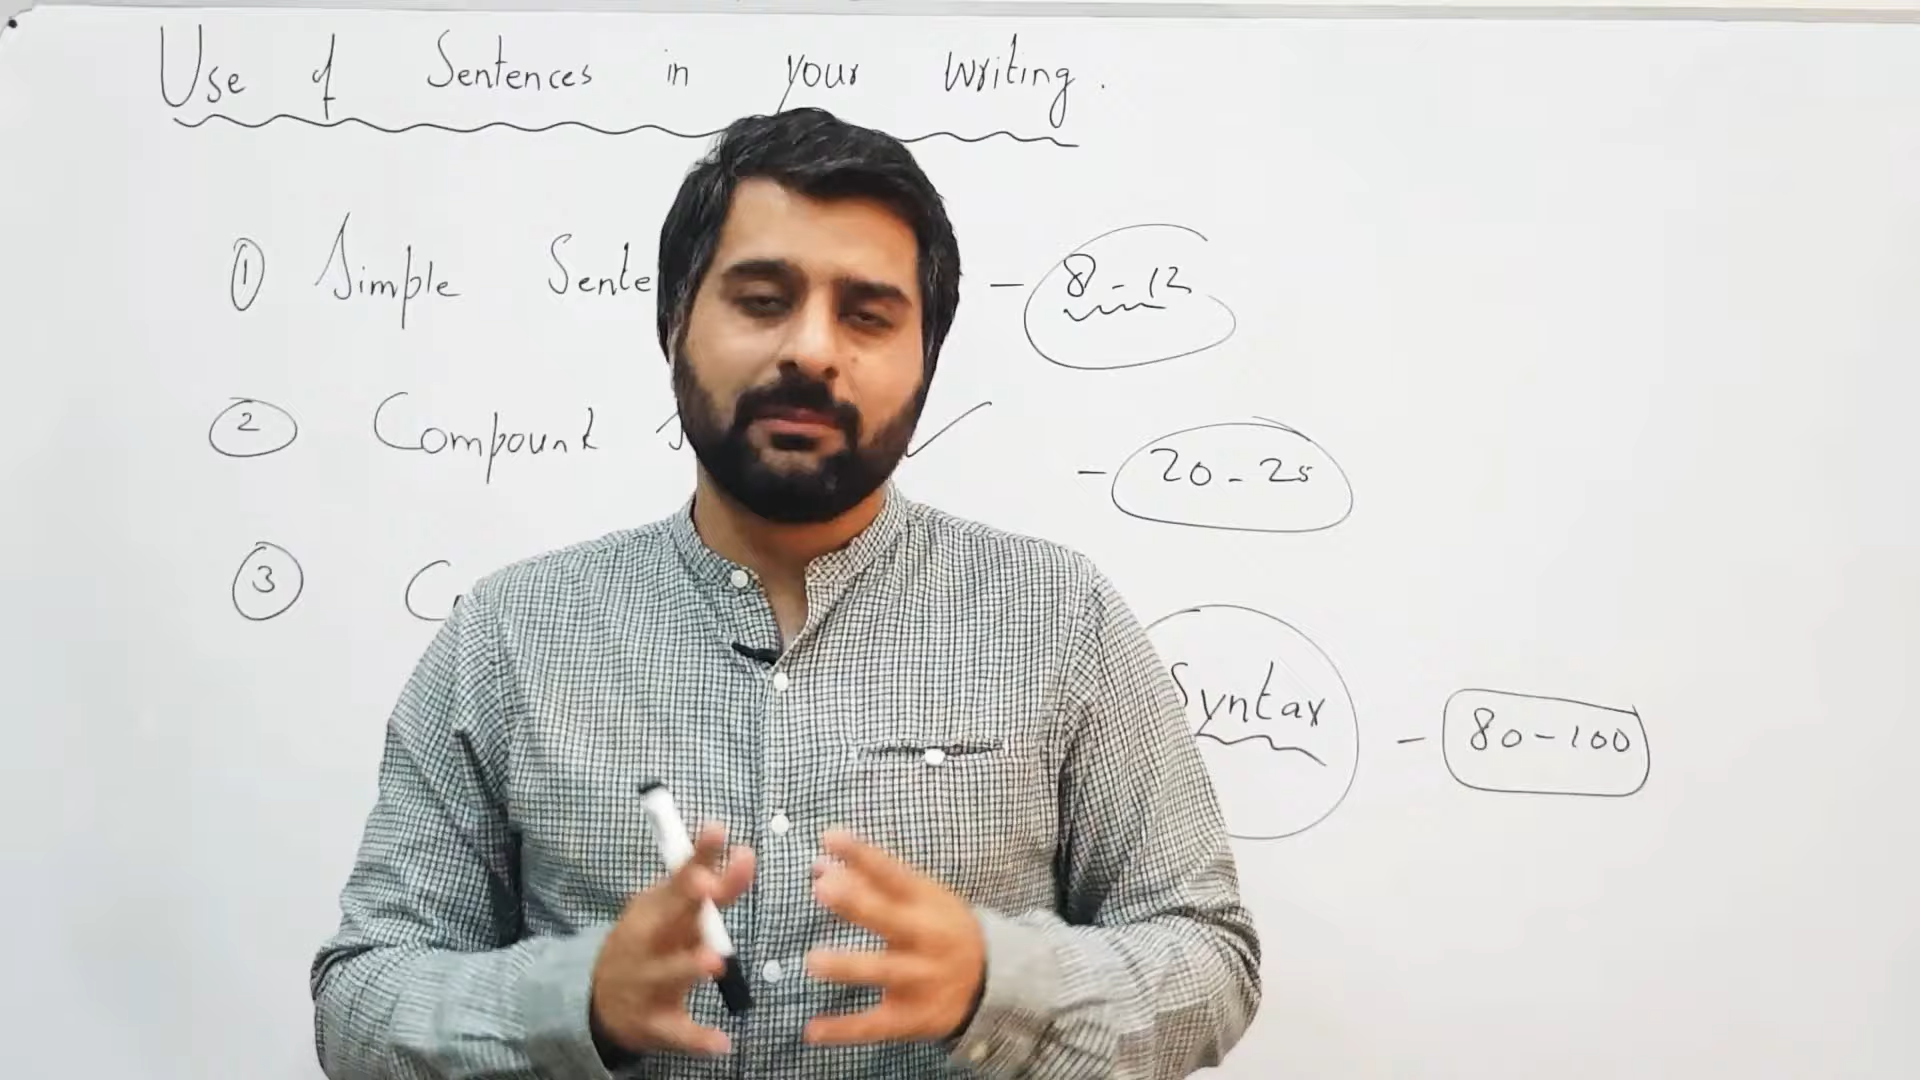 Use of Sentences in your writing.
① Simple Sente - 8-12
② Compound ✓ - 20-25
③ C
Syntax - 80-100